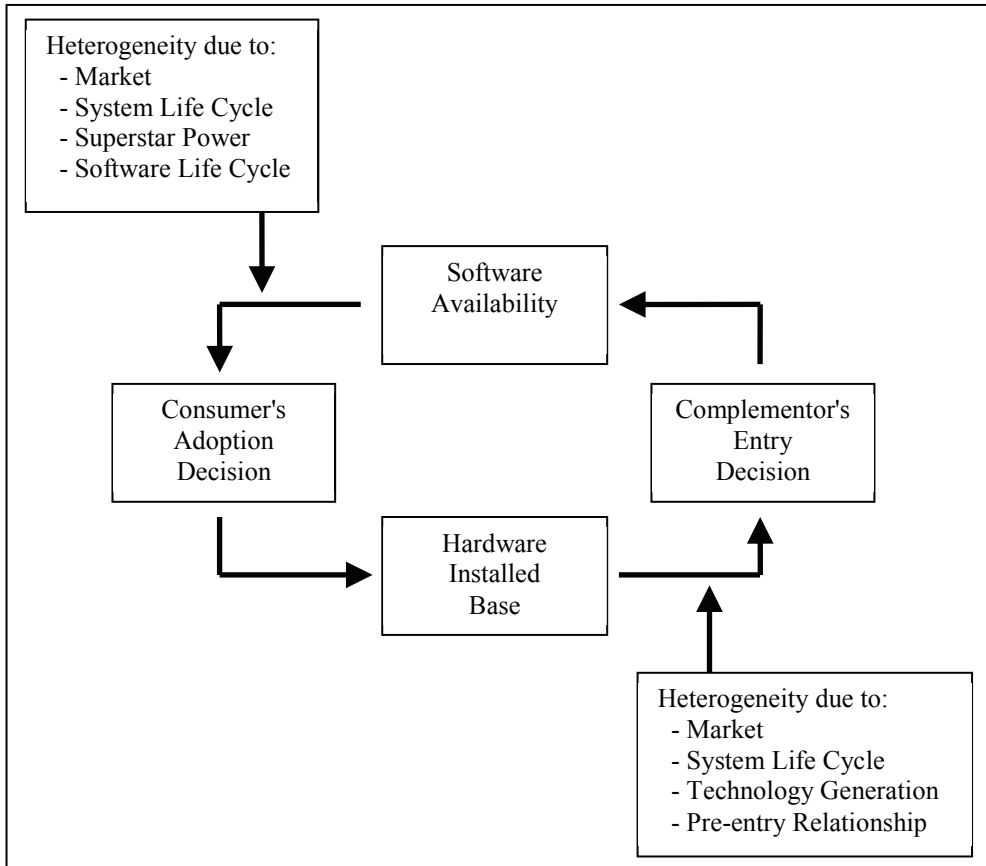 Heterogeneity due to:
- Market
- System Life Cycle
- Superstar Power
- Software Life Cycle
Software
Availability
Consumer's
Adoption
Decision
Complementor's
Entry
Decision
Hardware
Installed
Base
Heterogeneity due to:
- Market
- System Life Cycle
- Technology Generation
- Pre-entry Relationship